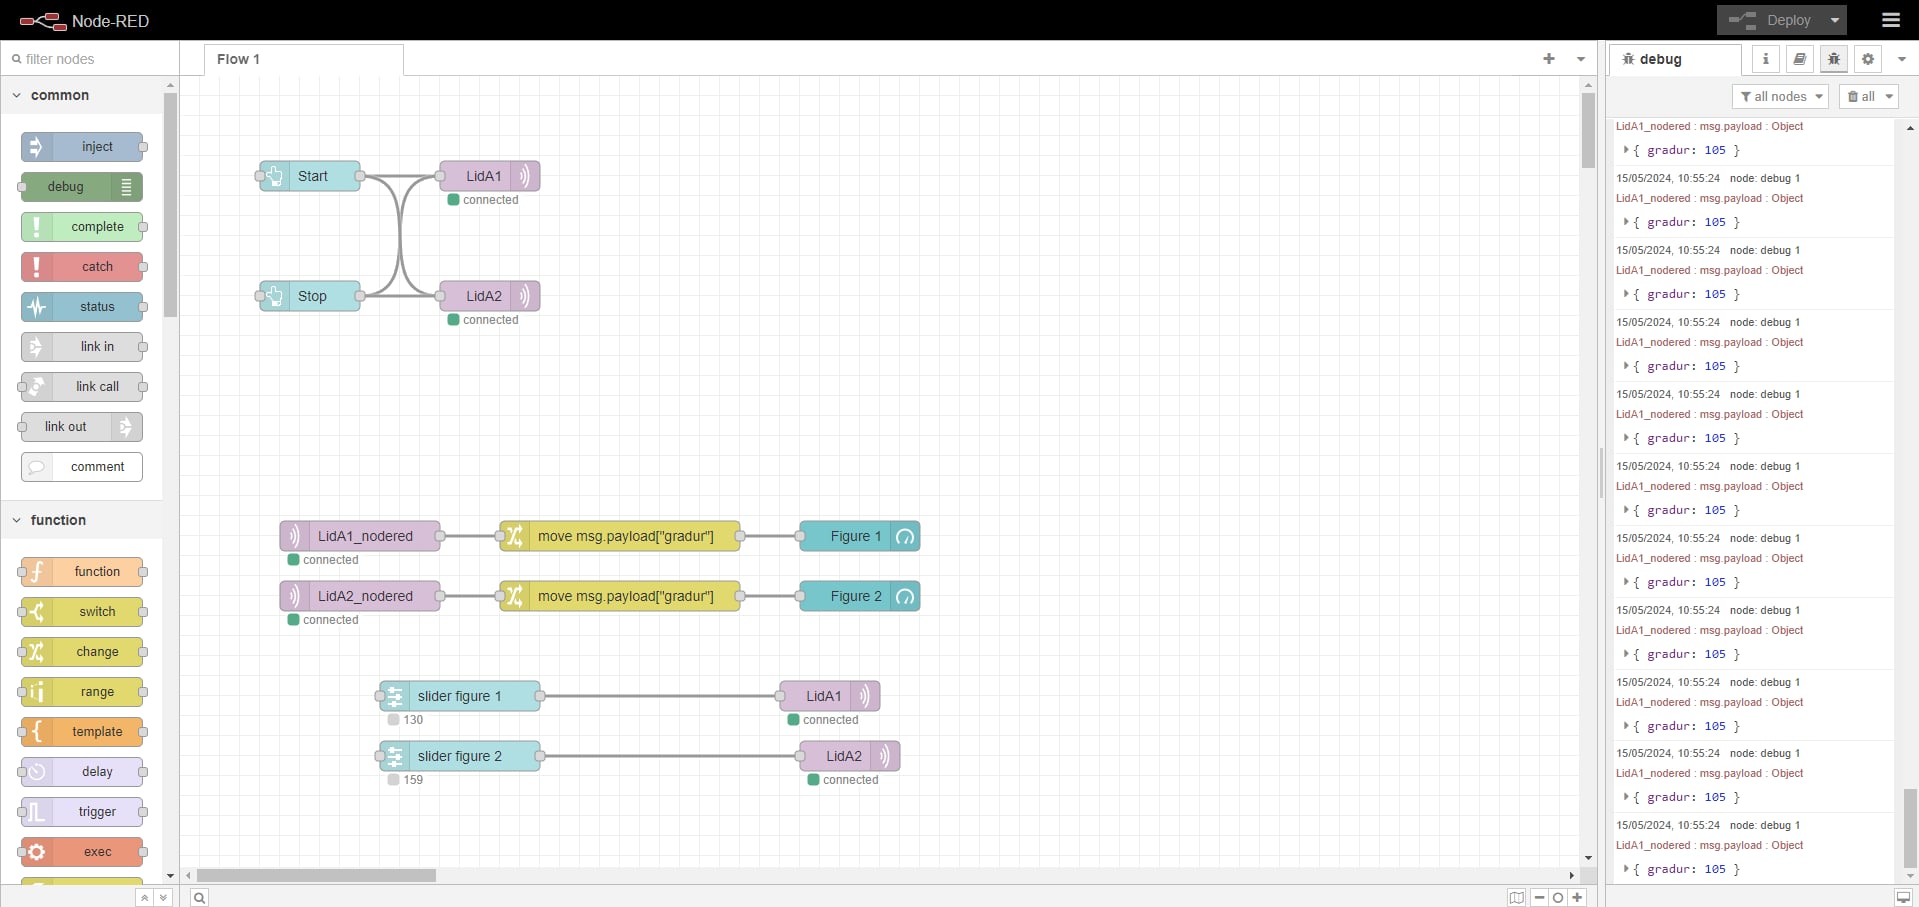 Node-RED
Deploy
filter nodes
common
inject
debug
complete
catch
status
link in
link call
link out
comment
function
function
switch
change
range
template
delay
trigger
exec
Flow 1
Start
LidA1
connected
Stop
LidA2
connected
LidA1_nodered
move msg.payload["gradur"]
Figure 1
connected
LidA2_nodered
move msg.payload["gradur"]
Figure 2
connected
slider figure 1
LidA1
130
connected
slider figure 2
LidA2
159
connected
debug
i
all nodes
all
LidA1_nodered : msg.payload : Object
{ gradur: 105 }
15/05/2024, 10:55:24 node: debug 1
LidA1_nodered : msg.payload : Object
{ gradur: 105 }
15/05/2024, 10:55:24 node: debug 1
LidA1_nodered : msg.payload : Object
{ gradur: 105 }
15/05/2024, 10:55:24 node: debug 1
LidA1_nodered : msg.payload : Object
{ gradur: 105 }
15/05/2024, 10:55:24 node: debug 1
LidA1_nodered : msg.payload : Object
{ gradur: 105 }
15/05/2024, 10:55:24 node: debug 1
LidA1_nodered : msg.payload : Object
{ gradur: 105 }
15/05/2024, 10:55:24 node: debug 1
LidA1_nodered : msg.payload : Object
{ gradur: 105 }
15/05/2024, 10:55:24 node: debug 1
LidA1_nodered : msg.payload : Object
{ gradur: 105 }
15/05/2024, 10:55:24 node: debug 1
LidA1_nodered : msg.payload : Object
{ gradur: 105 }
15/05/2024, 10:55:24 node: debug 1
LidA1_nodered : msg.payload : Object
{ gradur: 105 }
15/05/2024, 10:55:24 node: debug 1
LidA1_nodered : msg.payload : Object
{ gradur: 105 }